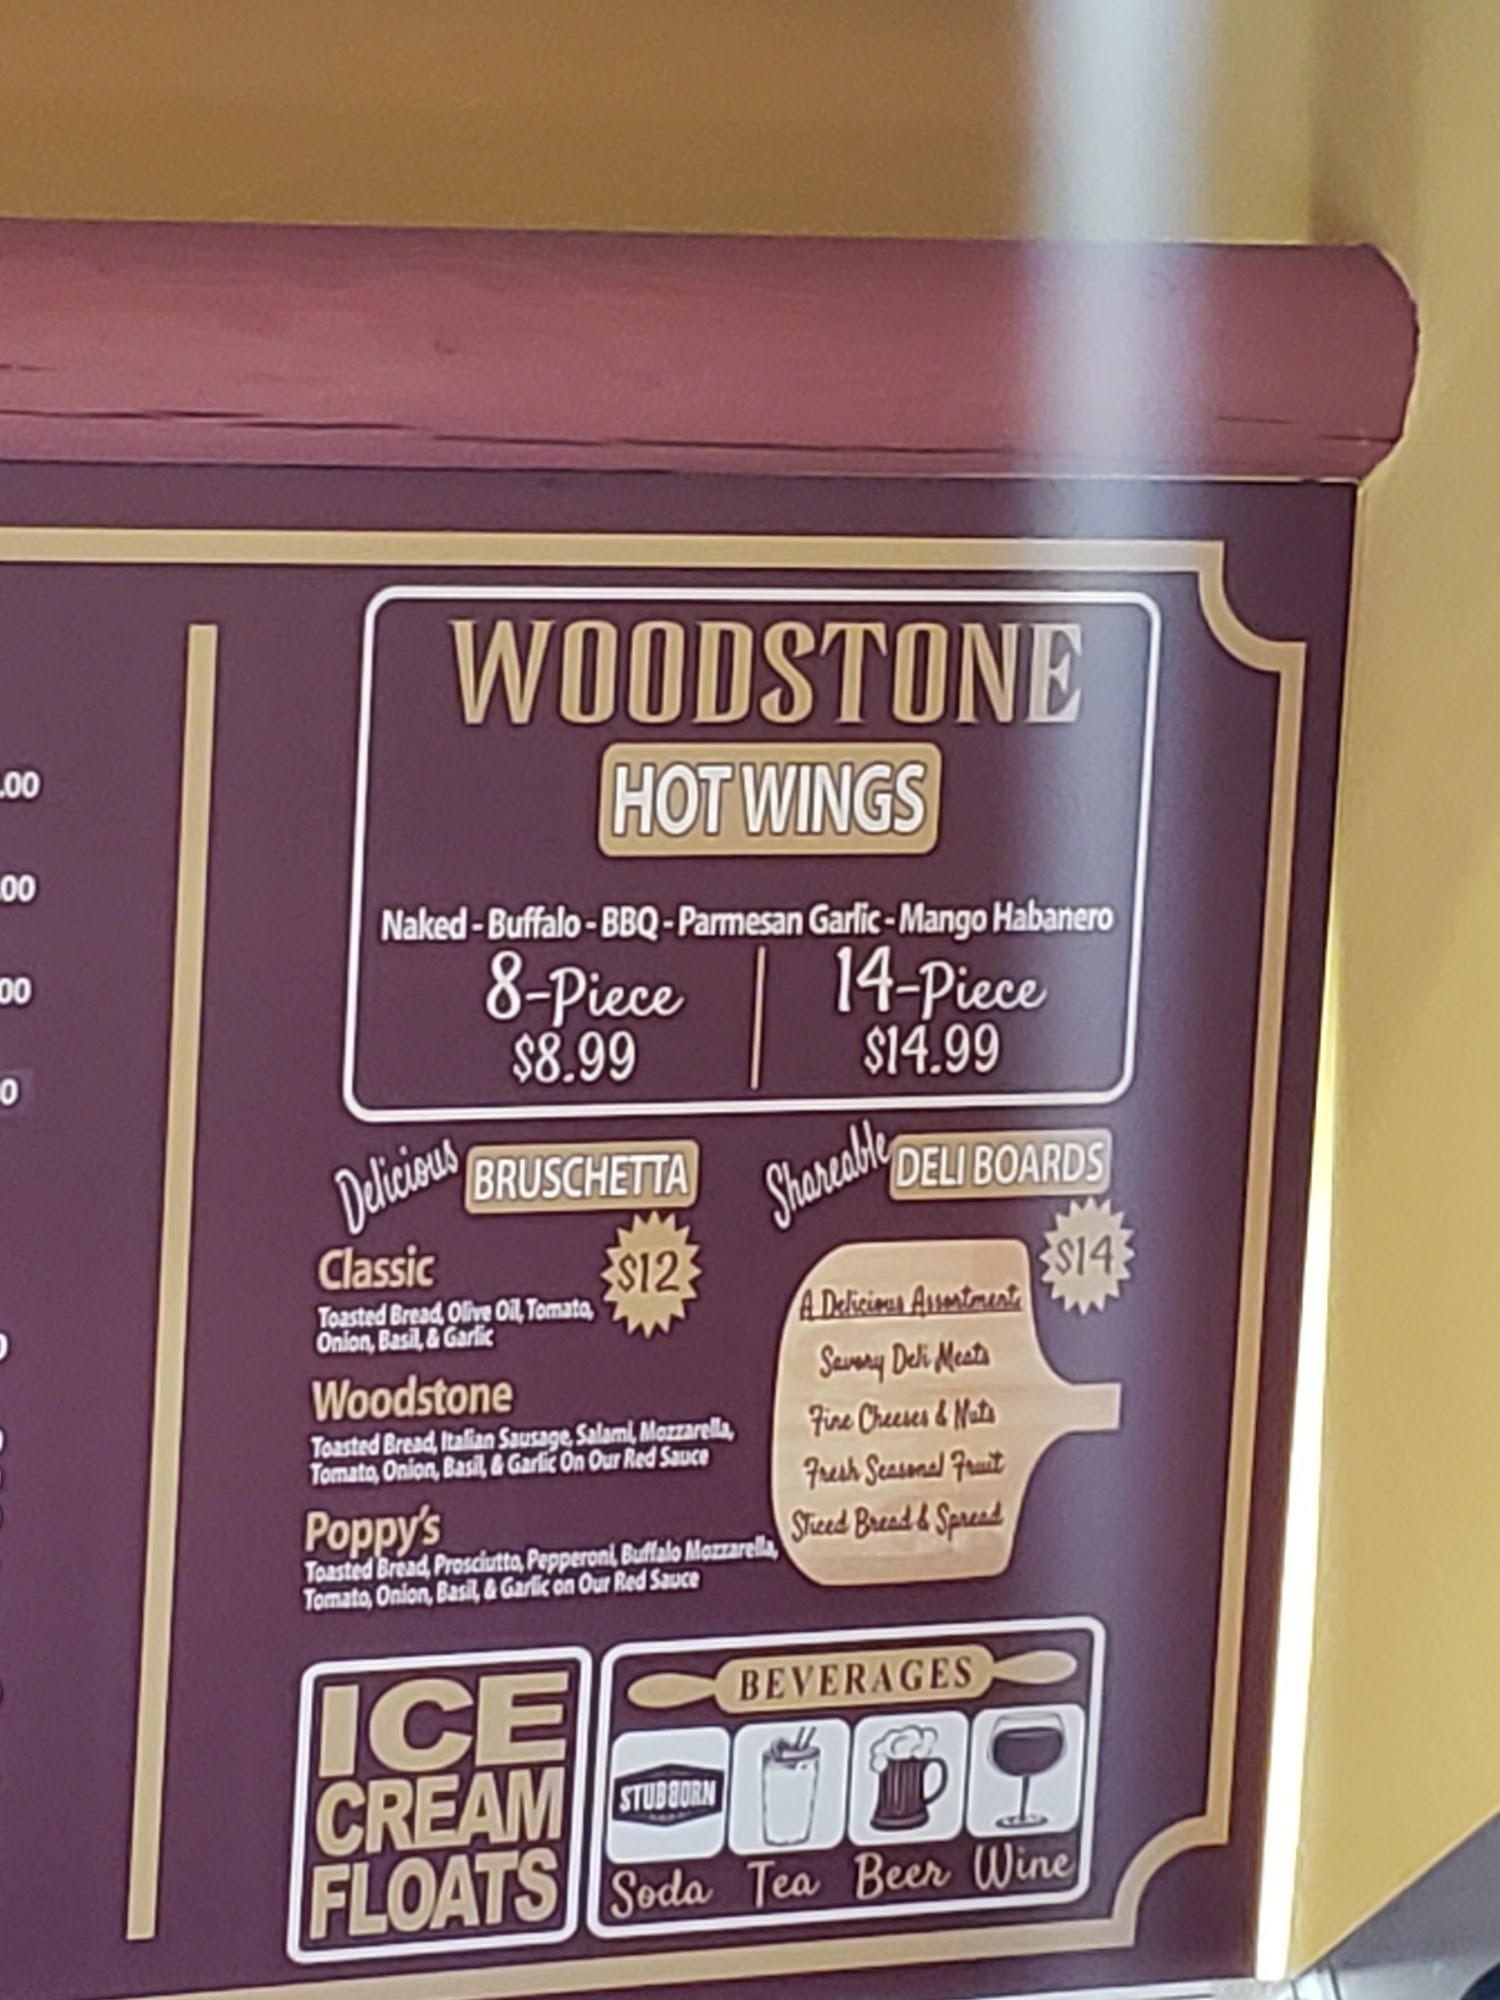 .00
.00
00
0
WOODSTONE
HOT WINGS
Naked - Buffalo - BBQ - Parmesan Garlic - Mango Habanero
8-Piece
$8.99
14-Piece
$14.99
Delicious BRUSCHETTA
$12
Classic
Toasted Bread, Olive Oil, Tomato,
Onion, Basil, & Garlic
Woodstone
Toasted Bread, Italian Sausage, Salami, Mozzarella,
Tomato, Onion, Basil, & Garlic On Our Red Sauce
Poppy's
Toasted Bread, Prosciutto, Pepperoni, Buffalo Mozzarella,
Tomato, Onion, Basil, & Garlic on Our Red Sauce
Shareable DELI BOARDS
$14
A Delicious Assortment
Savory Deli Meats
Fine Cheeses & Nuts
Fresh Seasonal Fruit
Sliced Bread & Spread
ICE
CREAM
FLOATS
BEVERAGES
STUBBORN
Soda Tea Beer Wine